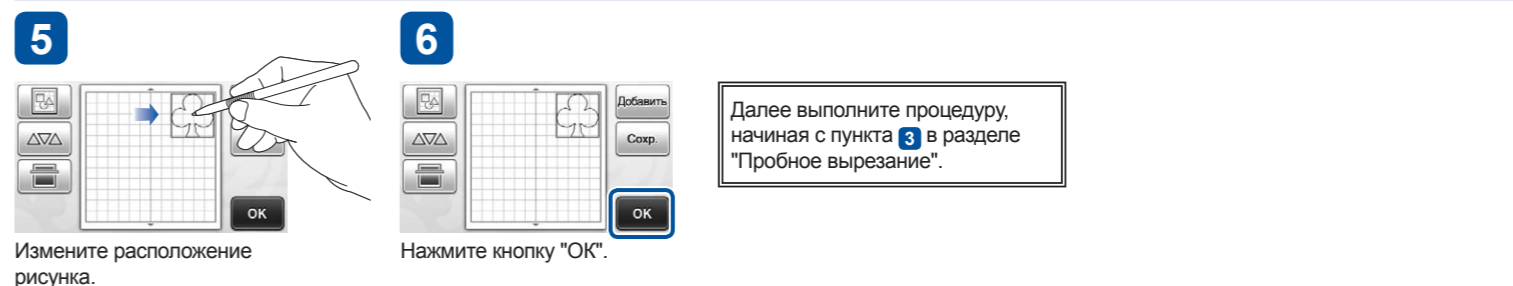 5
OK
Измените расположение
рисунка.
6
Добавить
Сохр.
OK
Нажмите кнопку "ОК".
Далее выполните процедуру,
начиная с пункта 3 в разделе
"Пробное вырезание".